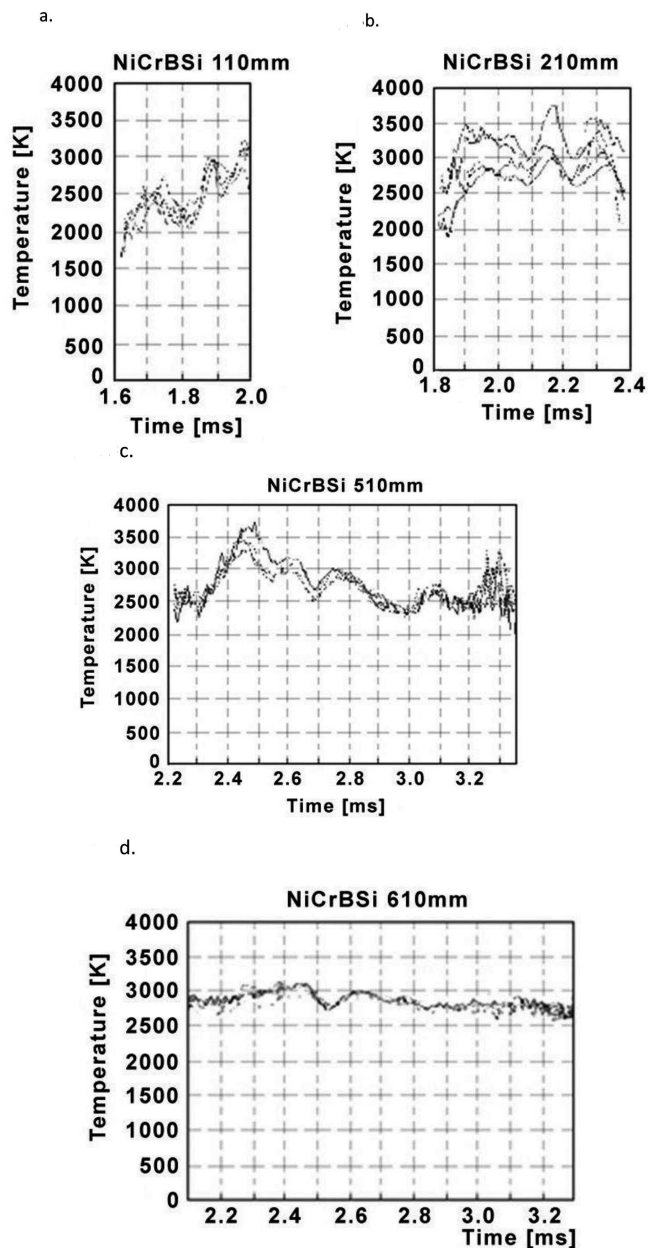 a.
NiCrBSi 110mm
4000
3500
3000
2500
2000
1500
1000
500
0
Temperature [K]
1.6 1.8 2.0
Time [ms]
b.
NiCrBSi 210mm
4000
3500
3000
2500
2000
1500
1000
500
0
Temperature [K]
1.8 2.0 2.2 2.4
Time [ms]
c.
NiCrBSi 510mm
4000
3500
3000
2500
2000
1500
1000
500
0
Temperature [K]
2.2 2.4 2.6 2.8 3.0 3.2
Time [ms]
d.
NiCrBSi 610mm
4000
3500
3000
2500
2000
1500
1000
500
0
Temperature [K]
2.2 2.4 2.6 2.8 3.0 3.2
Time [ms]